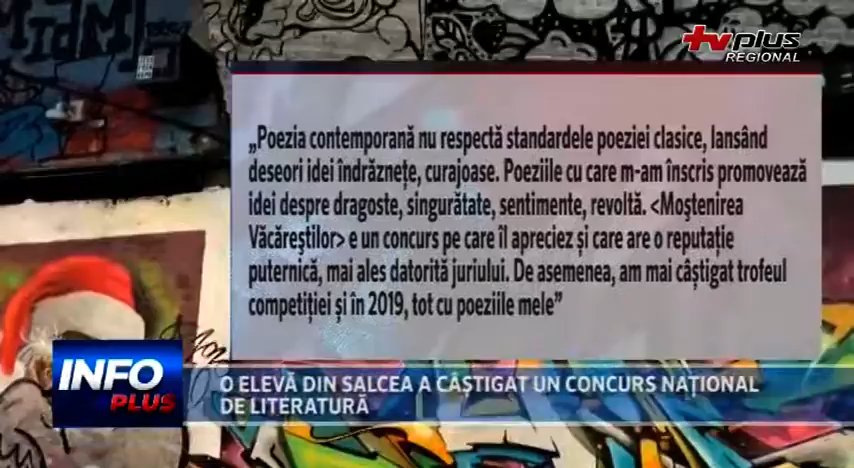 tvplus
REGIONAL
„Poezia contemporană nu respectă standardele poeziei clasice, lansând
deseori idei îndrăznețe, curajoase. Poeziile cu care m-am înscris promovează
idei despre dragoste, singurătate, sentimente, revoltă. <Moștenirea
Văcăreștilor> e un concurs pe care îl apreciez și care are o reputație
puternică, mai ales datorită juriului. De asemenea, am mai câștigat trofeul
competiției și în 2019, tot cu poeziile mele”
INFO
PLUS
O ELEVĂ DIN SALCEA A CÂȘTIGAT UN CONCURS NAȚIONAL
DE LITERATURĂ